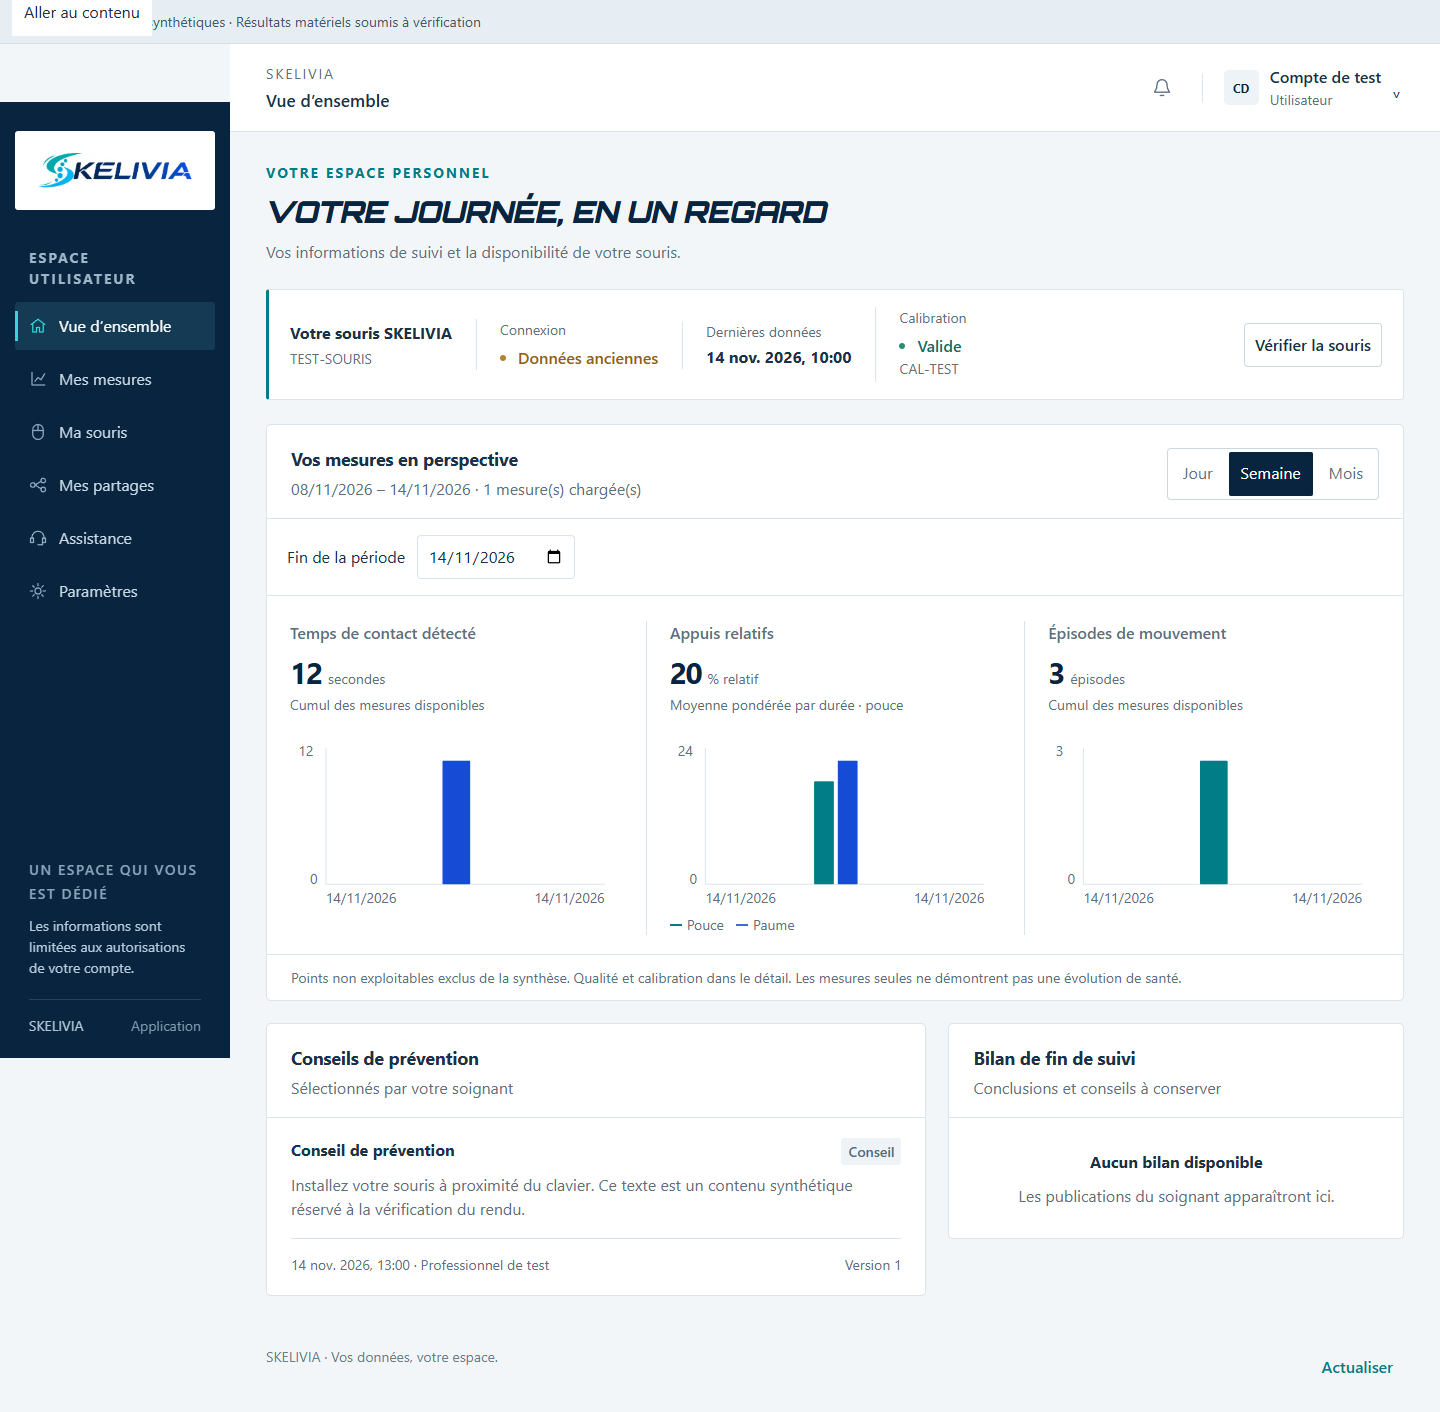 Aller au contenu
synthétiques · Résultats matériels soumis à vérification
SKELIVIA
Vue d’ensemble
CD
Compte de test
Utilisateur
v
SKELIVIA
ESPACE
UTILISATEUR
Vue d’ensemble
Mes mesures
Ma souris
Mes partages
Assistance
Paramètres
UN ESPACE QUI VOUS
EST DÉDIÉ
Les informations sont
limitées aux autorisations
de votre compte.
SKELIVIA Application
VOTRE ESPACE PERSONNEL
VOTRE JOURNÉE, EN UN REGARD
Vos informations de suivi et la disponibilité de votre souris.
Votre souris SKELIVIA
TEST-SOURIS
Connexion
Données anciennes
Dernières données
14 nov. 2026, 10:00
Calibration
Valide
CAL-TEST
Vérifier la souris
Vos mesures en perspective
08/11/2026 – 14/11/2026 · 1 mesure(s) chargée(s)
Jour Semaine Mois
Fin de la période 14/11/2026
Temps de contact détecté
12 secondes
Cumul des mesures disponibles
12
0
14/11/2026 14/11/2026
Appuis relatifs
20 % relatif
Moyenne pondérée par durée · pouce
24
0
14/11/2026 14/11/2026
Pouce Paume
Épisodes de mouvement
3 épisodes
Cumul des mesures disponibles
3
0
14/11/2026 14/11/2026
Points non exploitables exclus de la synthèse. Qualité et calibration dans le détail. Les mesures seules ne démontrent pas une évolution de santé.
Conseils de prévention
Sélectionnés par votre soignant
Conseil de prévention
Conseil
Installez votre souris à proximité du clavier. Ce texte est un contenu synthétique
réservé à la vérification du rendu.
14 nov. 2026, 13:00 · Professionnel de test
Version 1
Bilan de fin de suivi
Conclusions et conseils à conserver
Aucun bilan disponible
Les publications du soignant apparaîtront ici.
SKELIVIA · Vos données, votre espace.
Actualiser